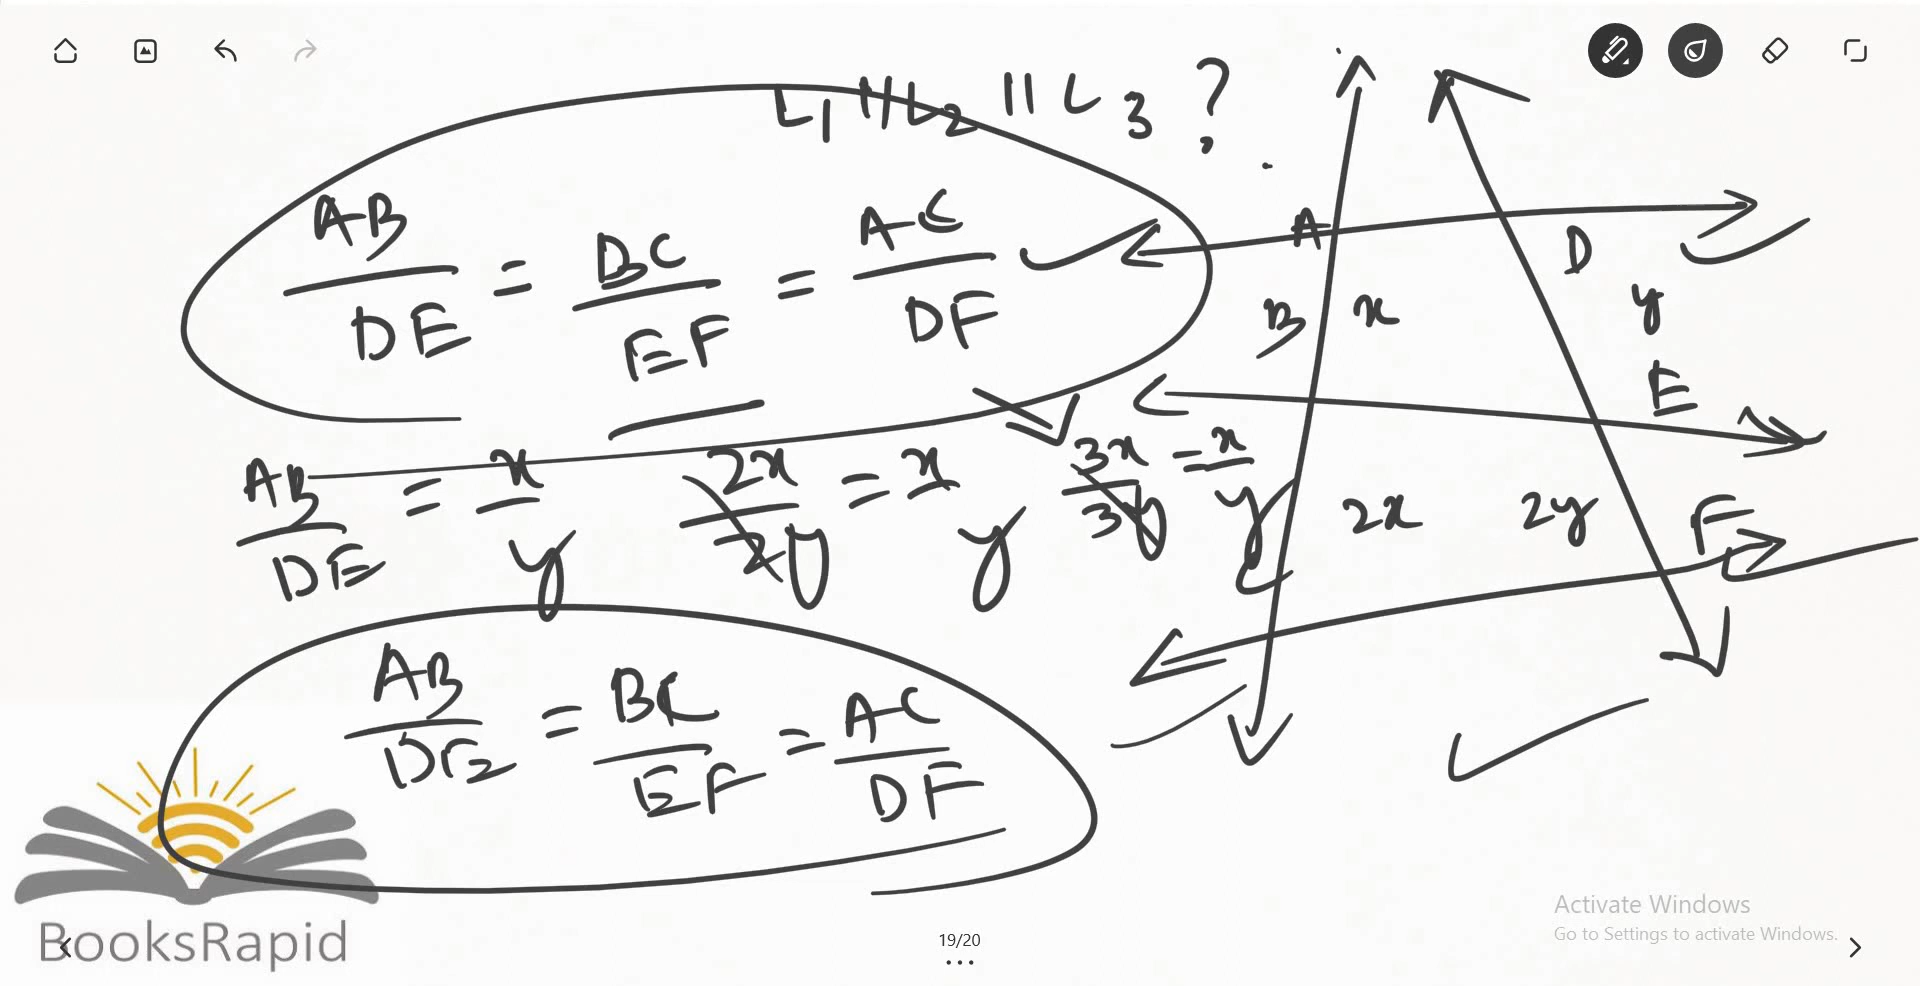 L1 || L2 || L3 ?
AB/DE = BC/EF = AC/DF
A
D
B x
y
E
AB/DE = x/y 2x/2y = x/y 3x/3y = x/y
2x 2y F
AB/DE = BC/EF = AC/DF
BooksRapid
19/20
Activate Windows
Go to Settings to activate Windows.